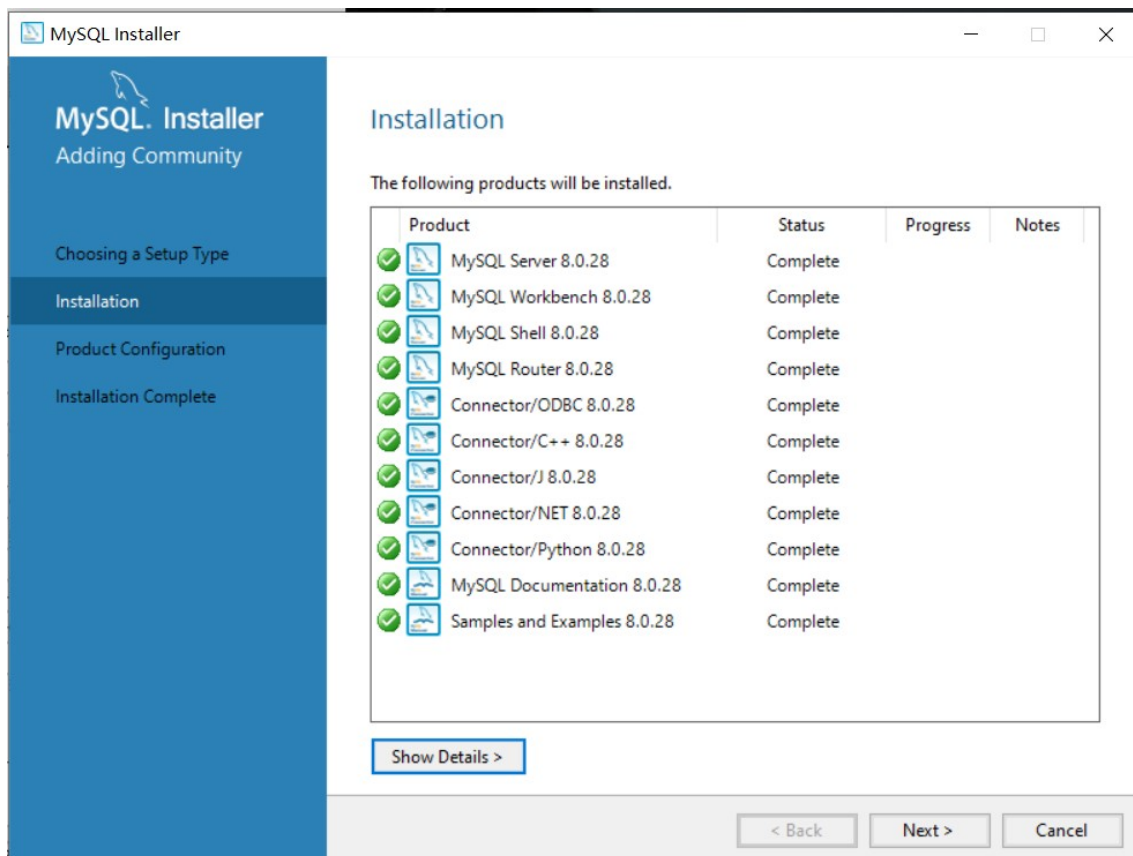 MySQL Installer
MySQL. Installer
Adding Community
Choosing a Setup Type
Installation
Product Configuration
Installation Complete
Installation
The following products will be installed.
Product Status Progress Notes
MySQL Server 8.0.28 Complete
MySQL Workbench 8.0.28 Complete
MySQL Shell 8.0.28 Complete
MySQL Router 8.0.28 Complete
Connector/ODBC 8.0.28 Complete
Connector/C++ 8.0.28 Complete
Connector/J 8.0.28 Complete
Connector/NET 8.0.28 Complete
Connector/Python 8.0.28 Complete
MySQL Documentation 8.0.28 Complete
Samples and Examples 8.0.28 Complete
Show Details >
< Back Next > Cancel